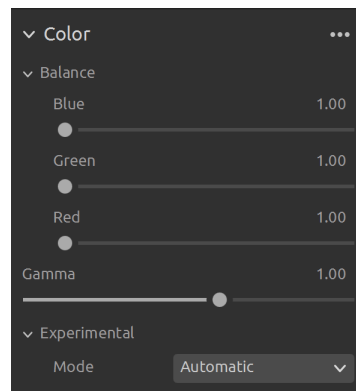 Color
Balance
Blue 1.00
Green 1.00
Red 1.00
Gamma 1.00
Experimental
Mode Automatic